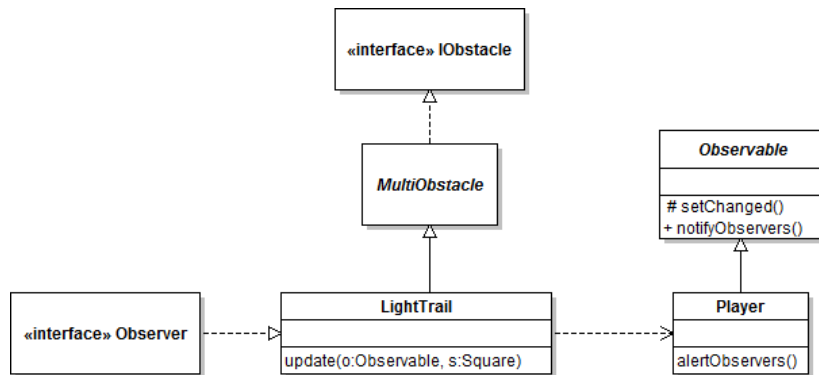 «interface» IObstacle
MultiObstacle
Observable
# setChanged()
+ notifyObservers()
«interface» Observer
LightTrail
update(o:Observable, s:Square)
Player
alertObservers()